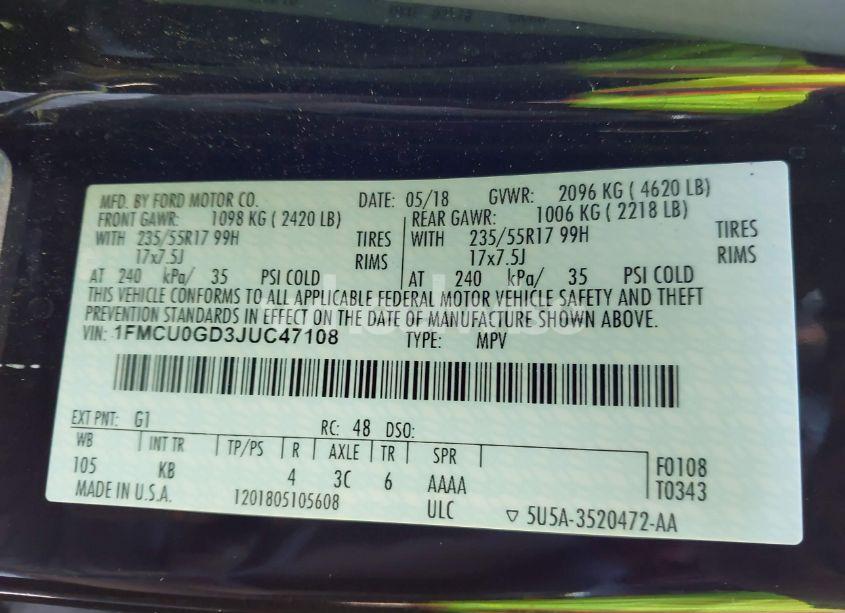 MFD. BY FORD MOTOR CO. DATE: 05/18 GVWR: 2096 KG ( 4620 LB)
FRONT GAWR: 1098 KG ( 2420 LB) REAR GAWR: 1006 KG ( 2218 LB)
WITH 235/55R17 99H TIRES WITH 235/55R17 99H TIRES
17x7.5J RIMS 17x7.5J RIMS
AT 240 kPa/ 35 PSI COLD AT 240 kPa/ 35 PSI COLD
THIS VEHICLE CONFORMS TO ALL APPLICABLE FEDERAL MOTOR VEHICLE SAFETY AND THEFT
PREVENTION STANDARDS IN EFFECT ON THE DATE OF MANUFACTURE SHOWN ABOVE.
VIN: 1FMCU0GD3JUC47108 TYPE: MPV
EXT PNT: G1 RC: 48 DSO:
WB INT TR TP/PS R AXLE TR SPR F0108
105 KB 4 3C 6 AAAA T0343
MADE IN U.S.A. 1201805105608 ULC ▽ 5U5A-3520472-AA